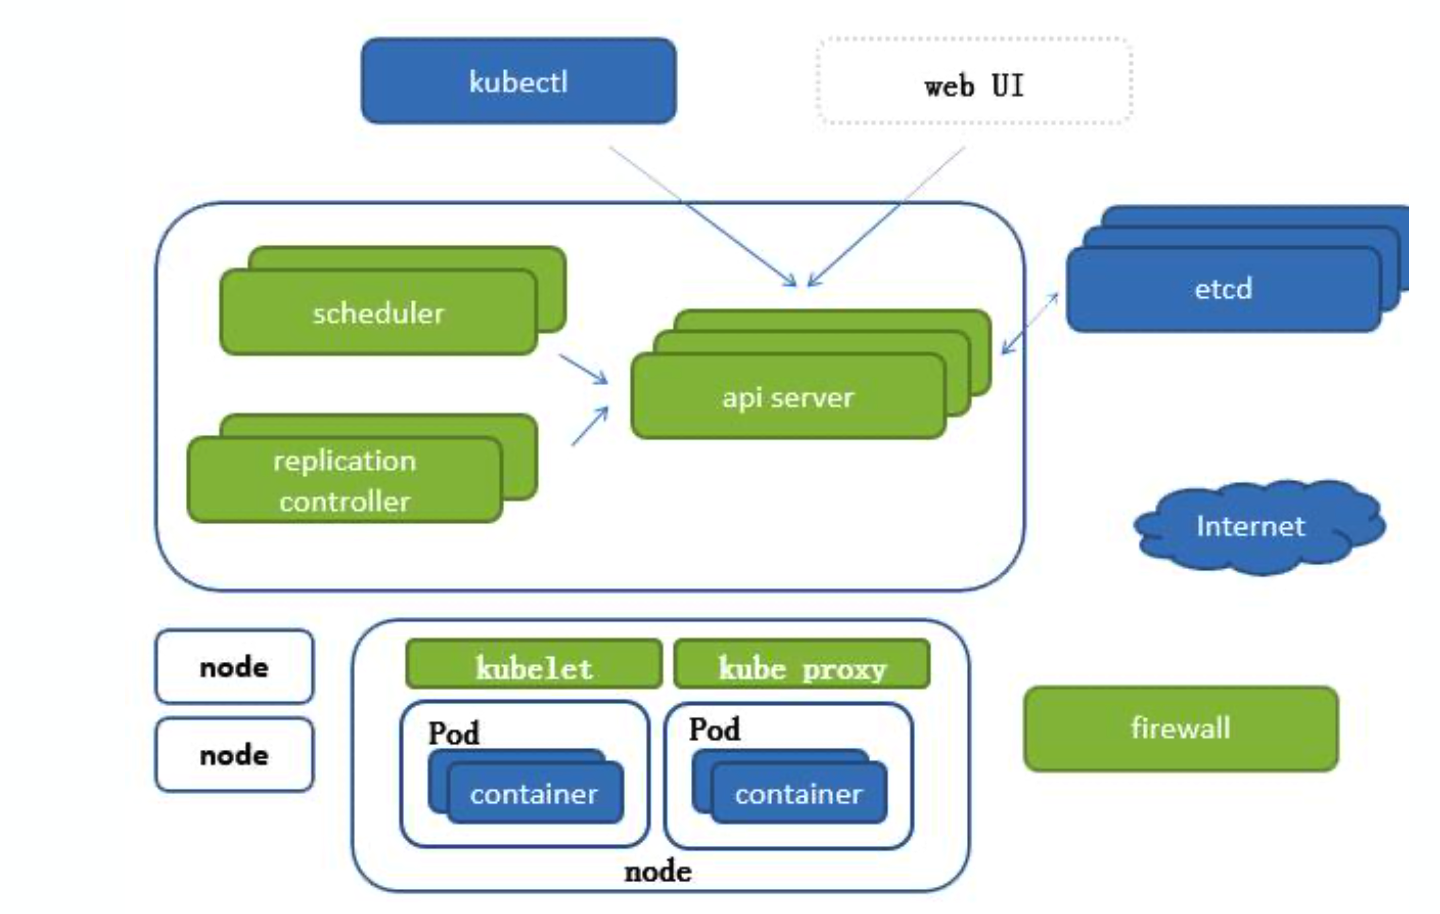 kubectl
web UI
scheduler
etcd
api server
replication
controller
Internet
node
node
kubelet
kube proxy
Pod
container
Pod
container
node
firewall